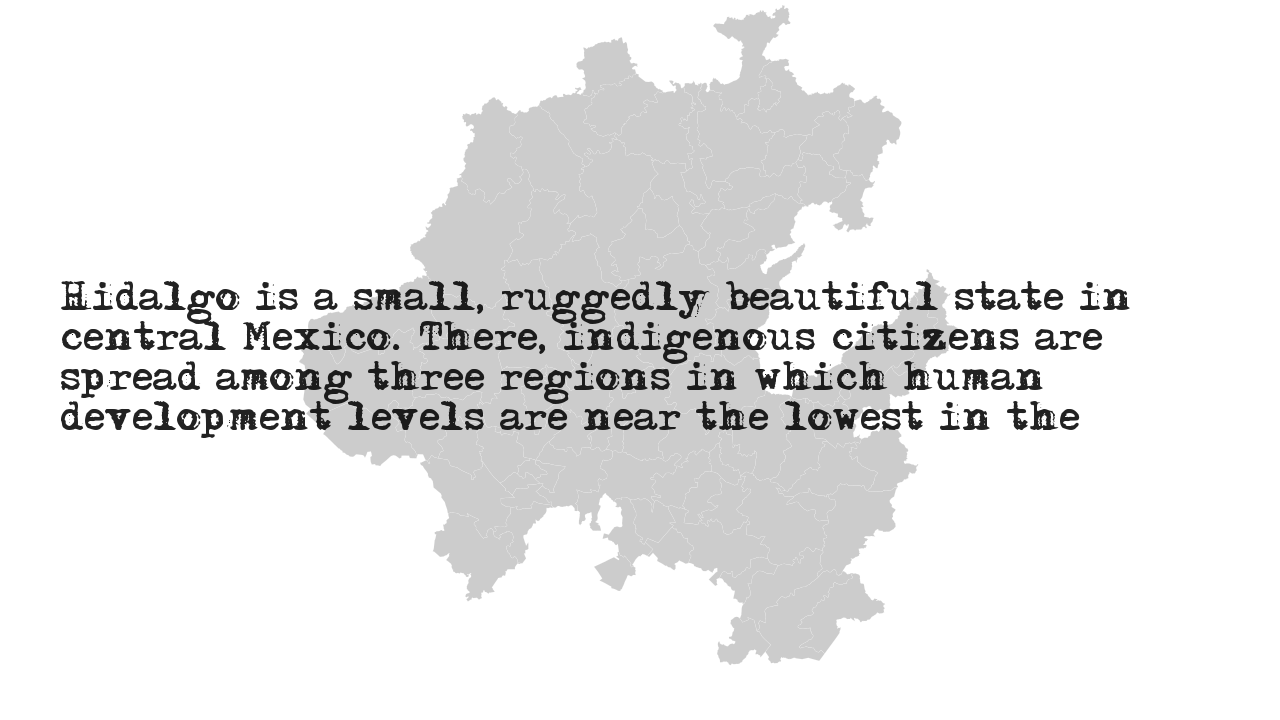 Hidalgo is a small, ruggedly beautiful state in
central Mexico. There, indigenous citizens are
spread among three regions in which human
development levels are near the lowest in the